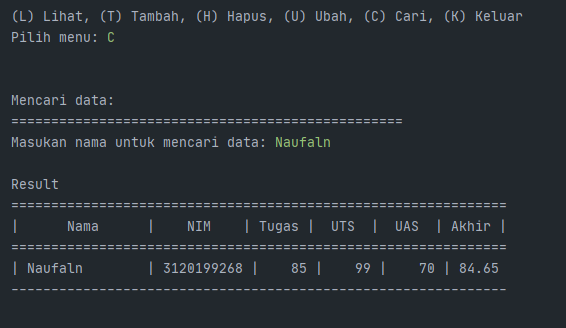 (L) Lihat, (T) Tambah, (H) Hapus, (U) Ubah, (C) Cari, (K) Keluar
Pilih menu: C
Mencari data:
=================================================
Masukan nama untuk mencari data: Naufaln
Result
==============================================================
|      Nama      |    NIM    | Tugas |  UTS  |  UAS  | Akhir |
==============================================================
| Naufaln        | 3120199268 |    85 |    99 |    70 | 84.65
--------------------------------------------------------------